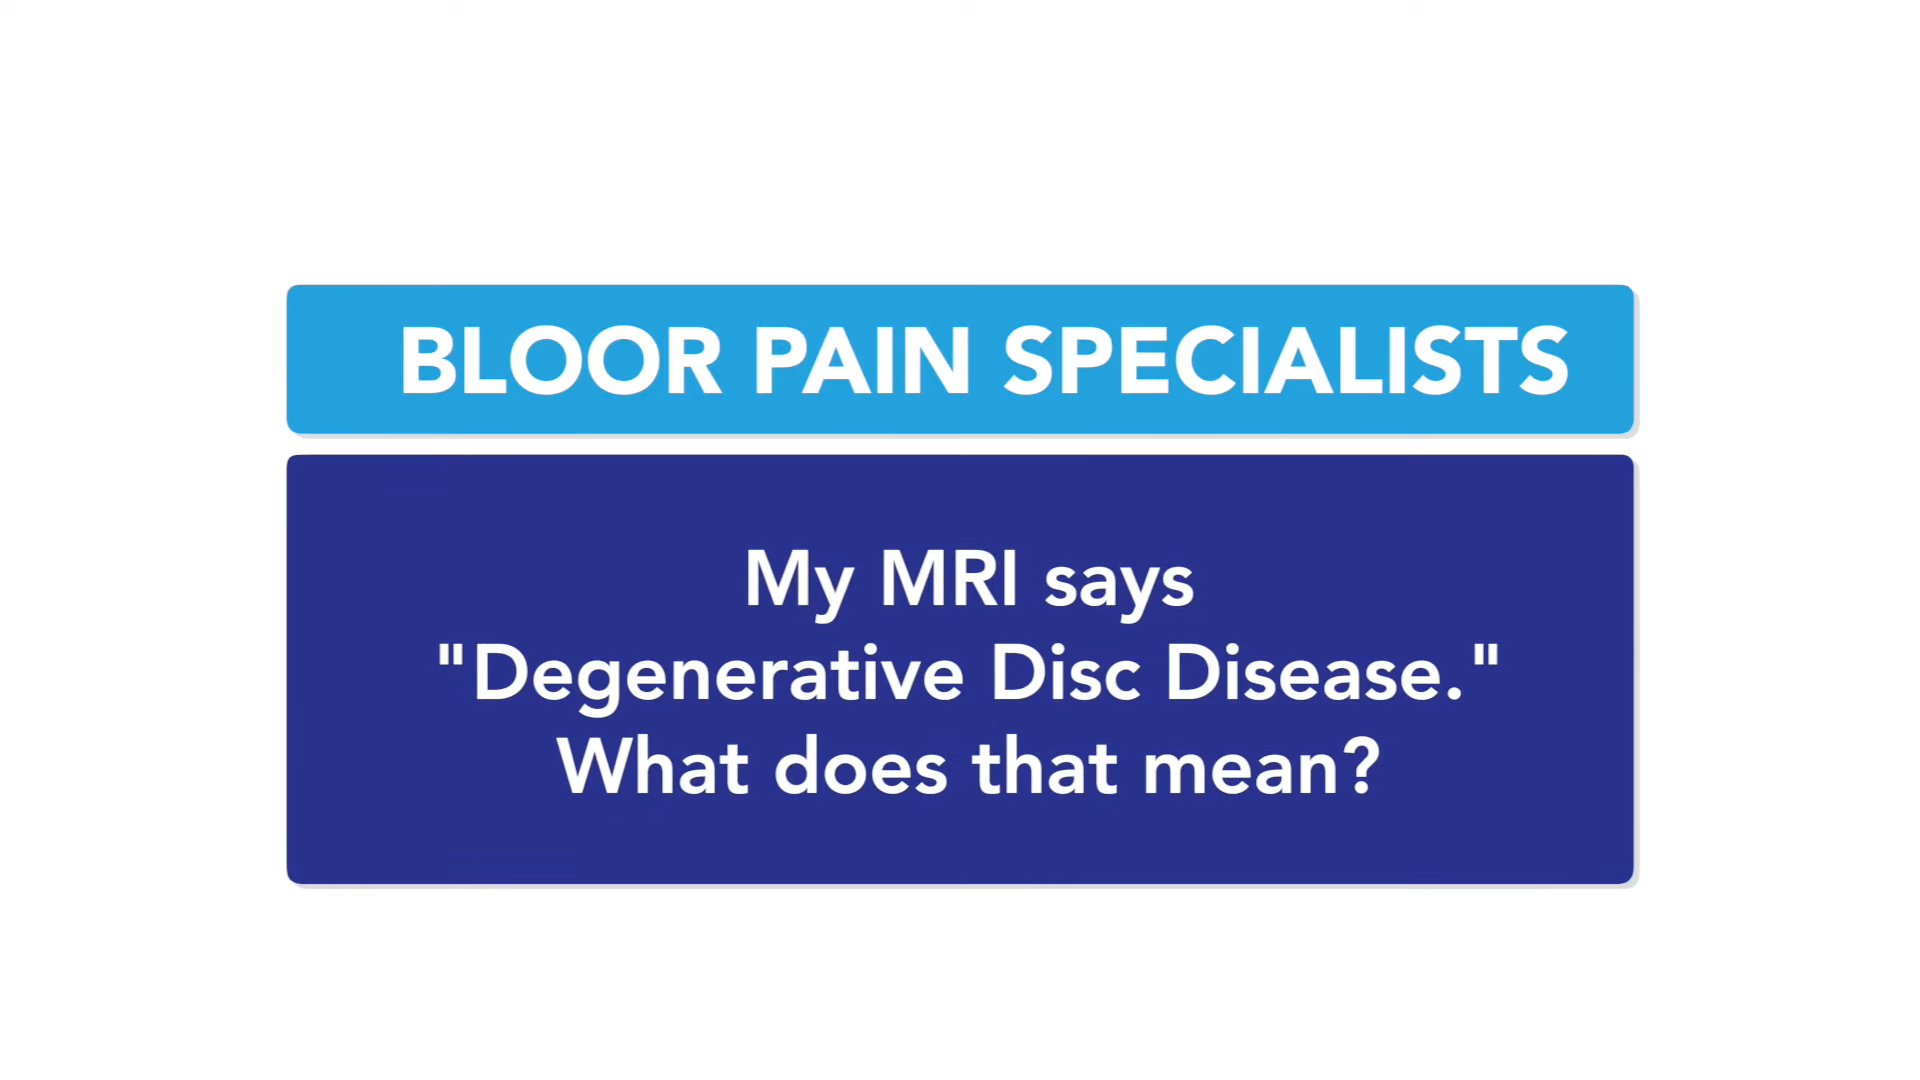 BLOOR PAIN SPECIALISTS
My MRI says
"Degenerative Disc Disease."
What does that mean?